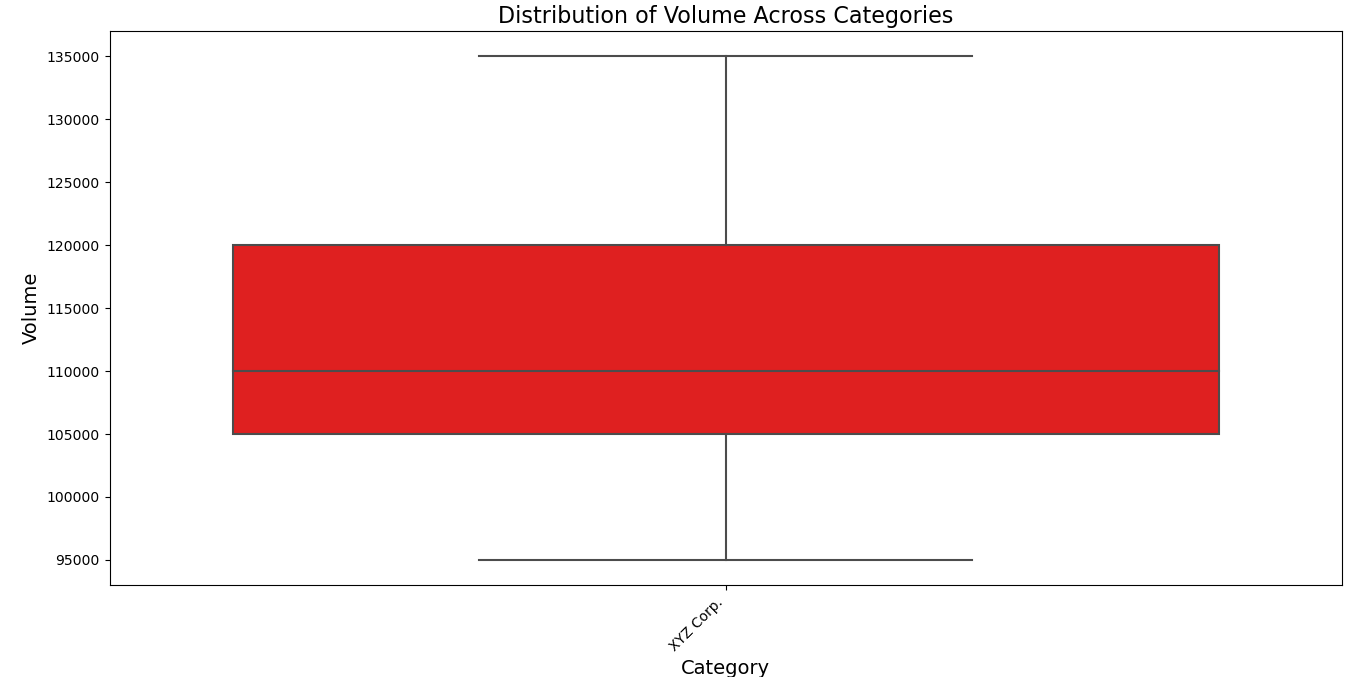 Distribution of Volume Across Categories
135000
130000
125000
120000
115000
110000
105000
100000
95000
Volume
XYZ Corp.
Category